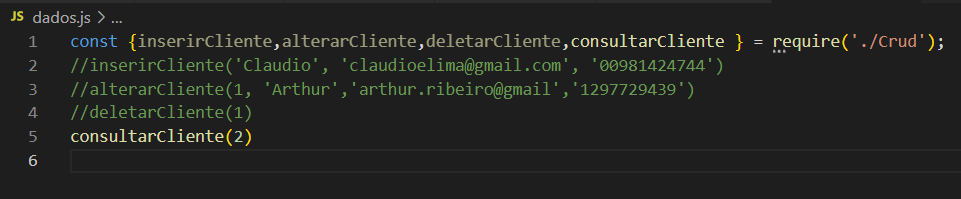 JS dados.js > ...
1 const {inserirCliente,alterarCliente,deletarCliente,consultarCliente } = require('./Crud');
2 //inserirCliente('Claudio', 'claudioelima@gmail.com', '00981424744')
3 //alterarCliente(1, 'Arthur','arthur.ribeiro@gmail','1297729439')
4 //deletarCliente(1)
5 consultarCliente(2)
6